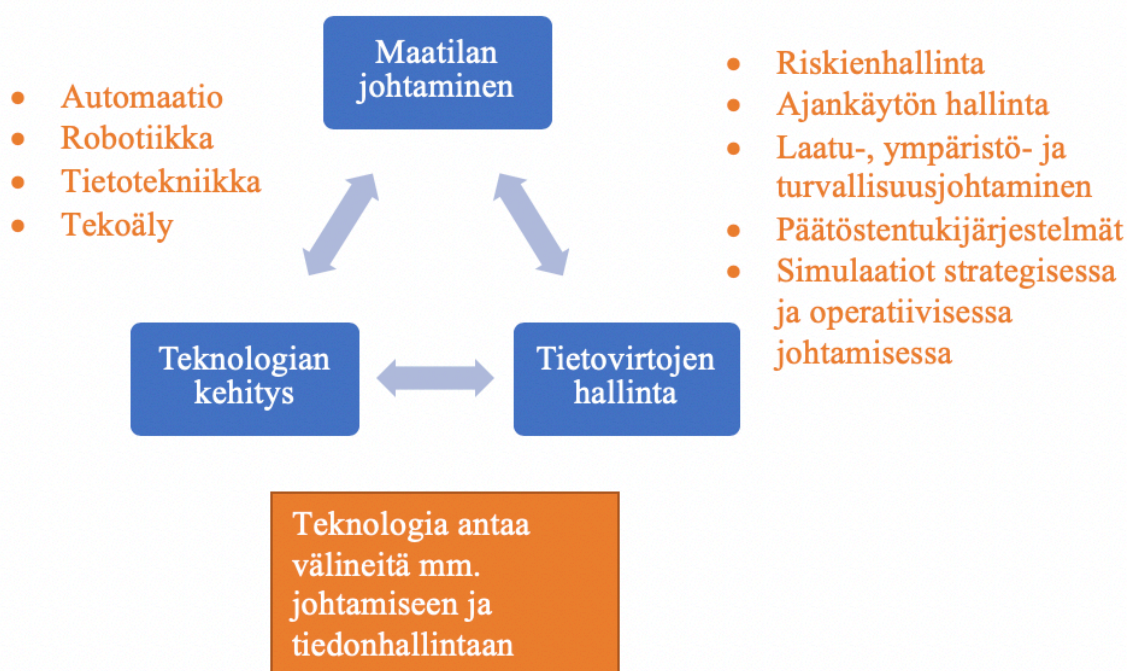 Maatilan
johtaminen
• Automaatio
• Robotiikka
• Tietotekniikka
• Tekoäly
• Riskienhallinta
• Ajankäytön hallinta
• Laatu-, ympäristö- ja
turvallisuusjohtaminen
• Päätöstentukijärjestelmät
• Simulaatiot strategisessa
ja operatiivisessa
johtamisessa
Teknologian
kehitys
Tietovirtojen
hallinta
Teknologia antaa
välineitä mm.
johtamiseen ja
tiedonhallintaan